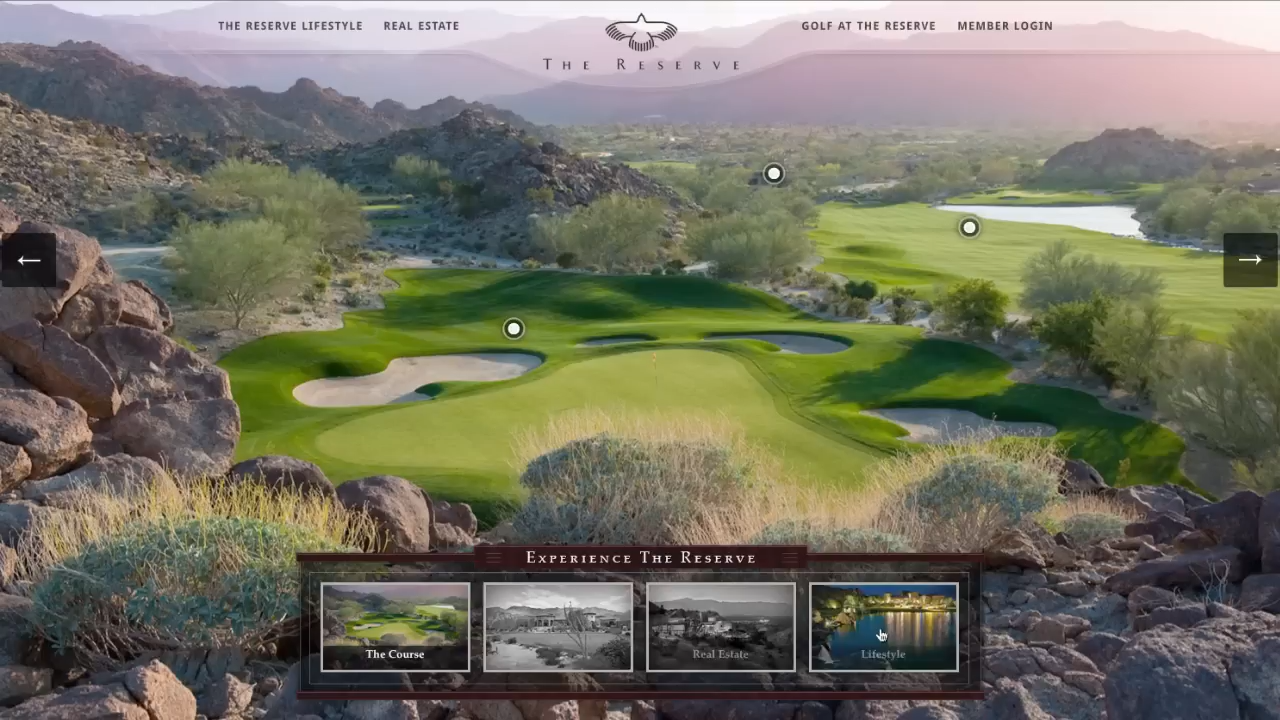 THE RESERVE LIFESTYLE
REAL ESTATE
THE RESERVE
GOLF AT THE RESERVE
MEMBER LOGIN
EXPERIENCE THE RESERVE
The Course
Real Estate
Lifestyle